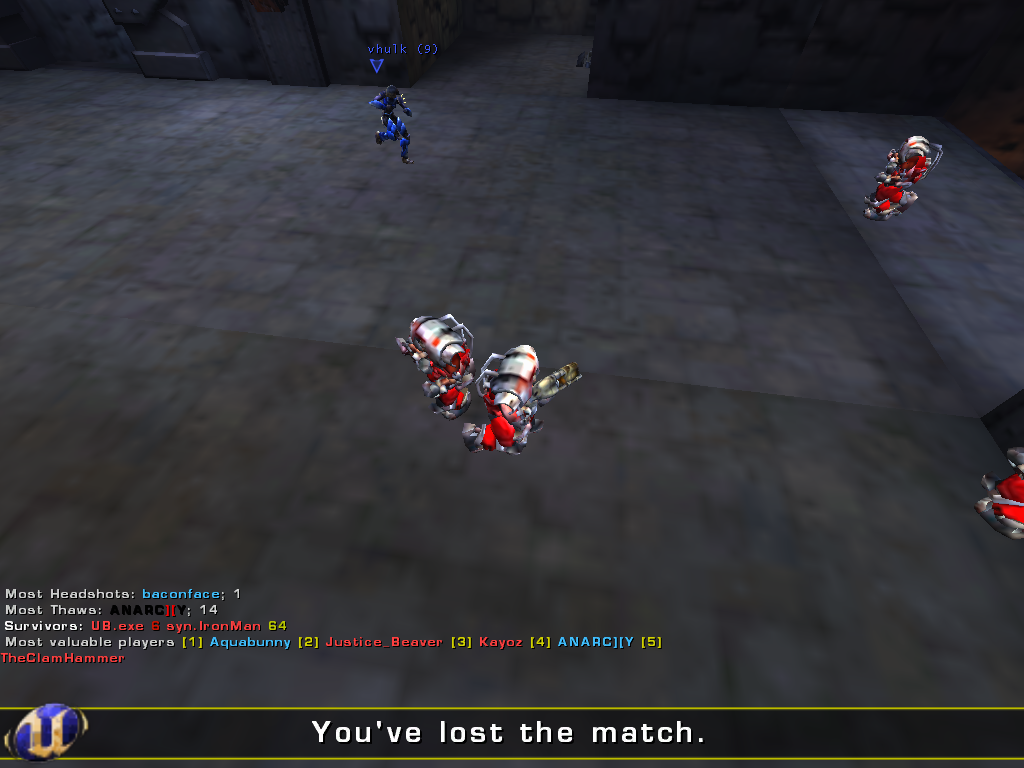 vhulk (9)
Most Headshots: baconface; 1
Most Thaws: ANARC][Y; 14
Survivors: UB.exe 6 syn.IronMan 64
Most valuable players [1] Aquabunny [2] Justice_Beaver [3] Kayoz [4] ANARC][Y [5]
TheClamHammer
U
You've lost the match.